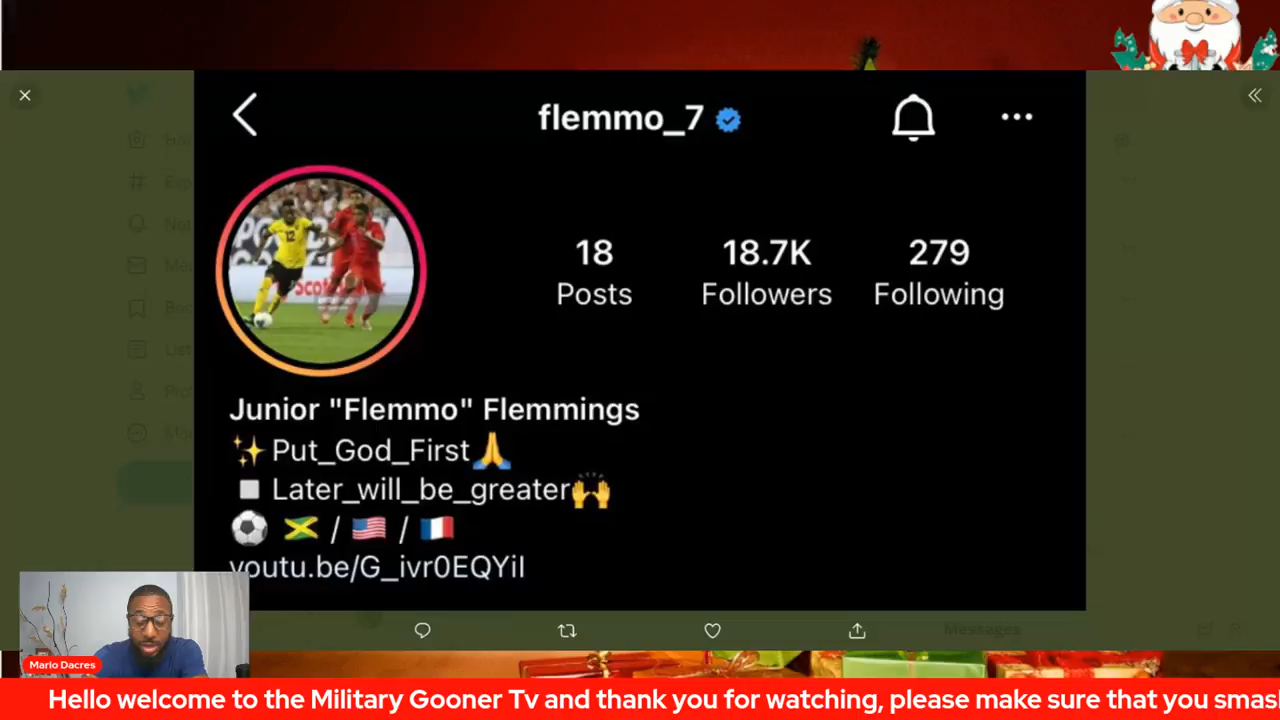 flemmo_7
18 18.7K 279
Posts Followers Following
Junior "Flemmo" Flemmings
✨Put_God_First🙏
◽Later_will_be_greater🙌
⚽ 🇯🇲 / 🇺🇸 / 🇫🇷
youtu.be/G_ivr0EQYiI
Messages
Mario Dacres
Hello welcome to the Military Gooner Tv and thank you for watching, please make sure that you smas